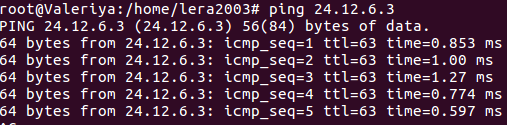 root@Valeriya:/home/lera2003# ping 24.12.6.3
PING 24.12.6.3 (24.12.6.3) 56(84) bytes of data.
64 bytes from 24.12.6.3: icmp_seq=1 ttl=63 time=0.853 ms
64 bytes from 24.12.6.3: icmp_seq=2 ttl=63 time=1.00 ms
64 bytes from 24.12.6.3: icmp_seq=3 ttl=63 time=1.27 ms
64 bytes from 24.12.6.3: icmp_seq=4 ttl=63 time=0.774 ms
64 bytes from 24.12.6.3: icmp_seq=5 ttl=63 time=0.597 ms